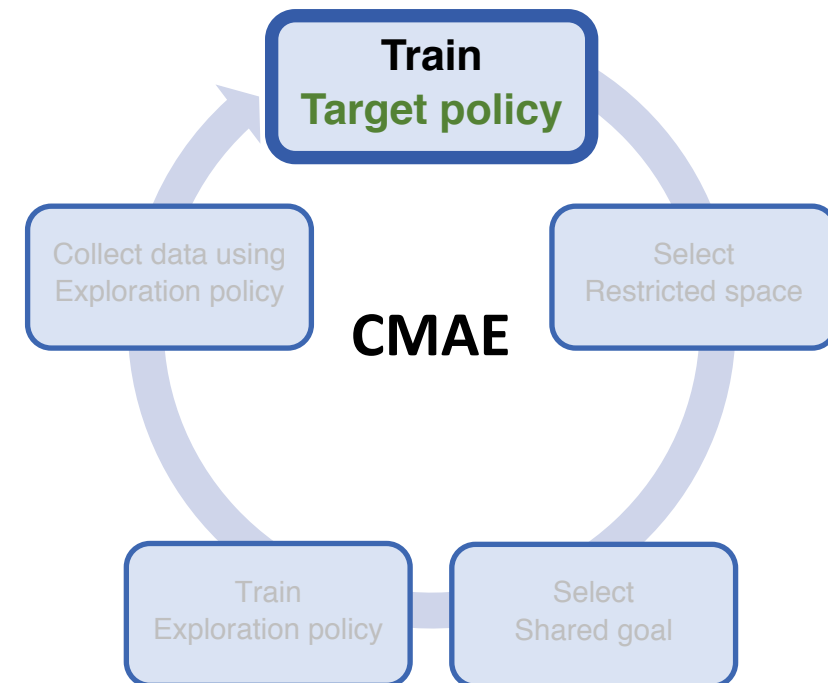 Train
Target policy
Collect data using
Exploration policy
Select
Restricted space
CMAE
Train
Exploration policy
Select
Shared goal